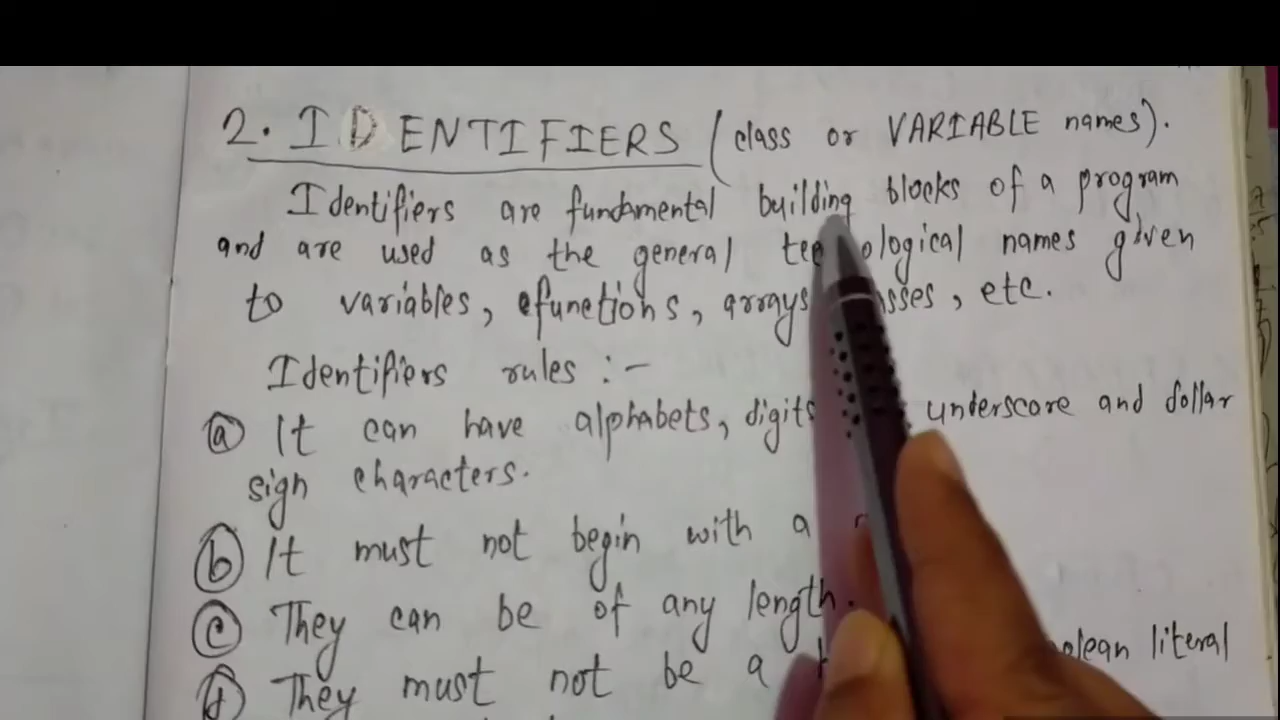 2. IDENTIFIERS (class or VARIABLE names).
Identifiers are fundamental building blocks of a program
and are used as the general names given
to variables, functions, arrays, etc.
Identifiers rules :-
(a) It can have alphabets, digits underscore and dollar
sign characters.
(b) It must not begin with a
(c) They can be of any length.
(d) They must not be a literal